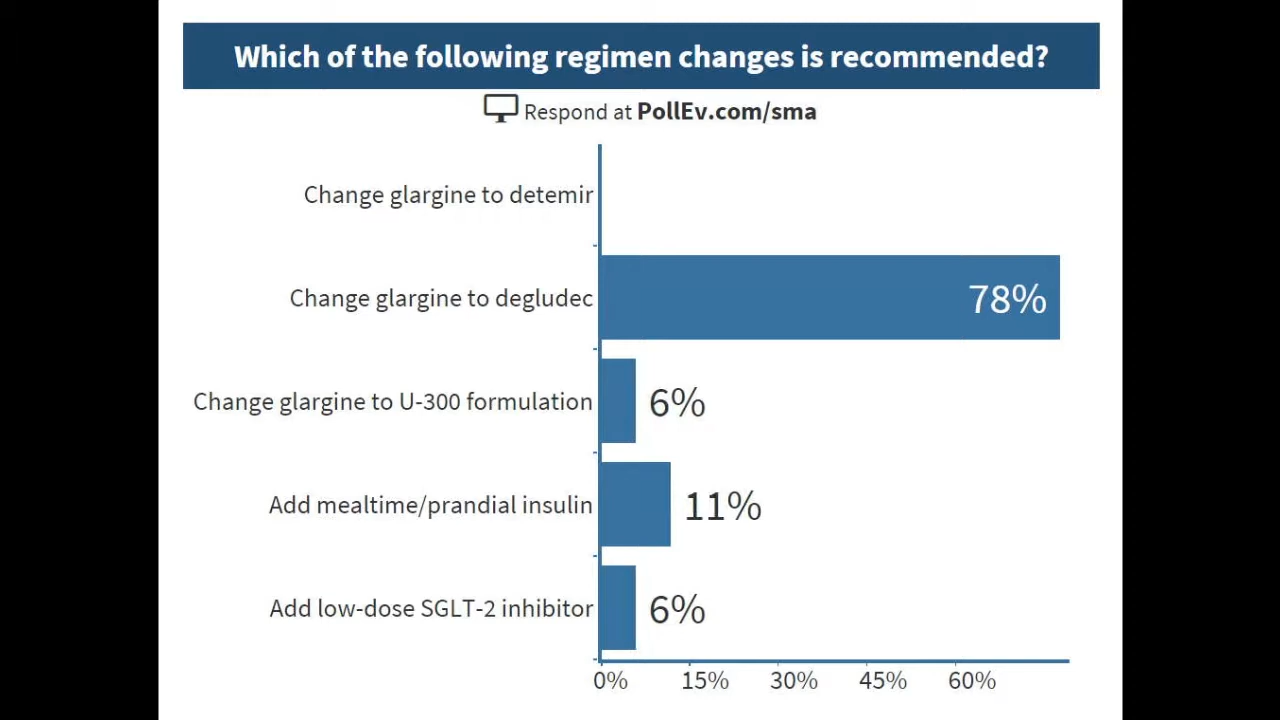 Which of the following regimen changes is recommended?
Respond at PollEv.com/sma
Change glargine to detemir
Change glargine to degludec
78%
Change glargine to U-300 formulation
6%
Add mealtime/prandial insulin
11%
Add low-dose SGLT-2 inhibitor
6%
0% 15% 30% 45% 60%